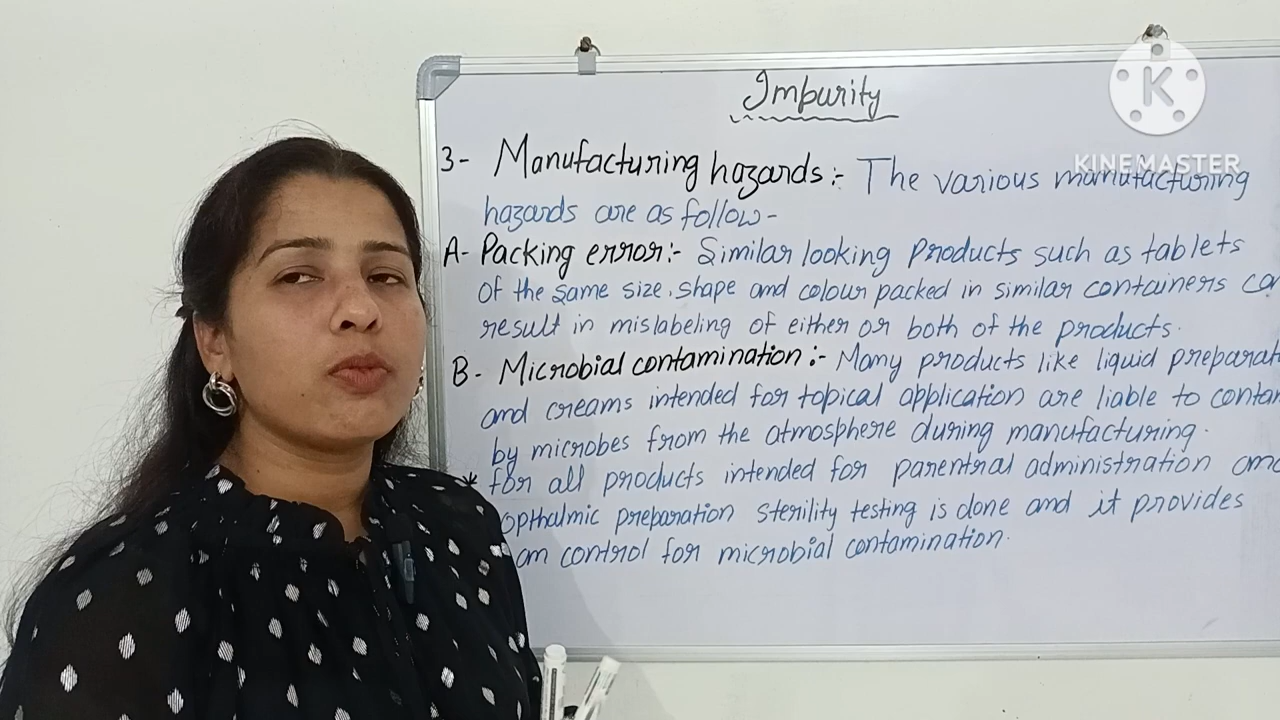 Impurity
K
KINEMASTER
3- Manufacturing hazards:- The various manufacturing
hazards are as follow-
A- Packing error:- Similar looking Products such as tablets
Of the same size, shape and colour packed in similar containers can
result in mislabeling of either or both of the products.
B- Microbial contamination:- Many products like liquid preparat
and creams intended for topical application are liable to contam
by microbes from the atmosphere during manufacturing.
* for all products intended for parentral administration and
opthalmic preparation sterility testing is done and it provides
an control for microbial contamination.